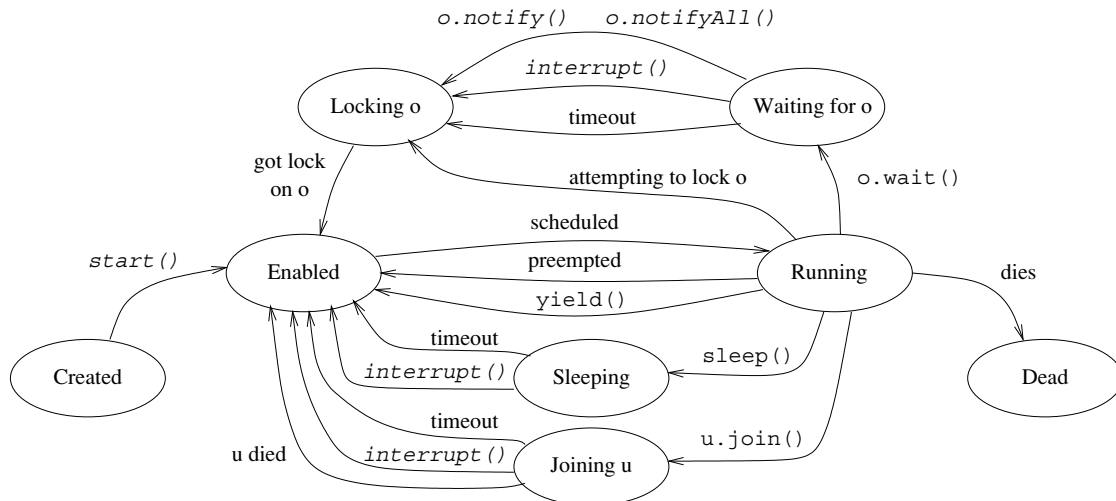 o.notify() o.notifyAll()
interrupt()
Locking o
Waiting for o
timeout
got lock
on o
attempting to lock o
o.wait()
scheduled
start()
Enabled
preempted
Running
dies
yield()
timeout
sleep()
Created
interrupt()
Sleeping
Dead
timeout
u.join()
u died
interrupt()
Joining u